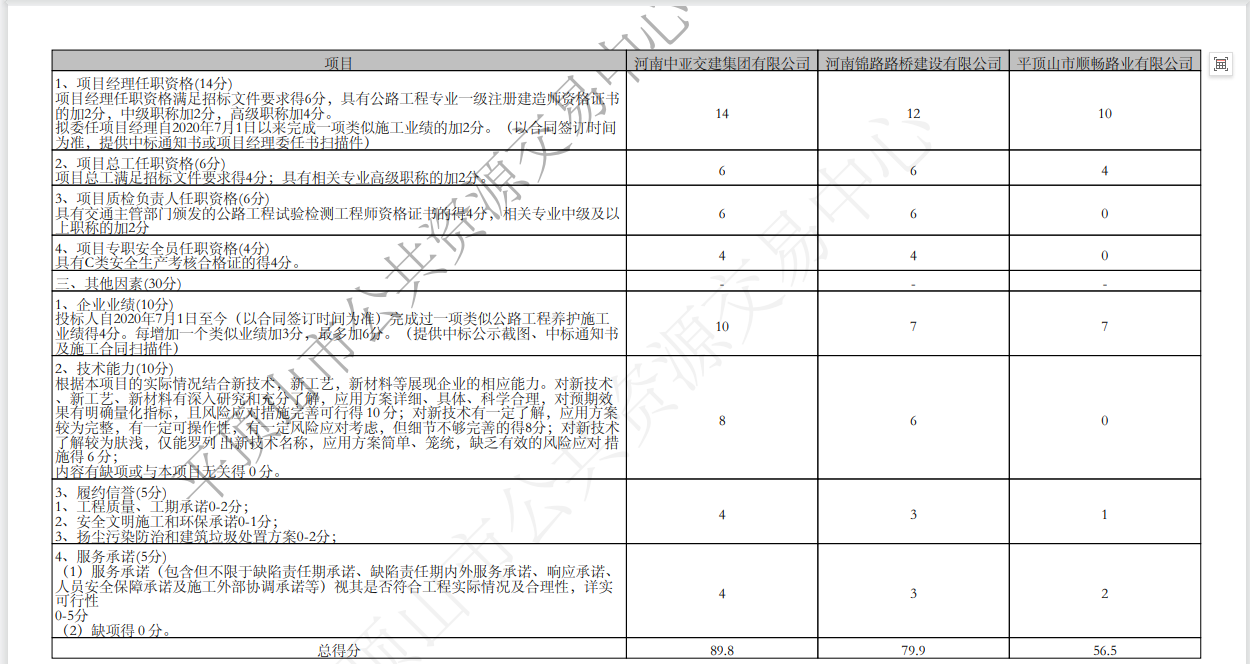 项目 河南中亚交建集团有限公司 河南锦路路桥建设有限公司 平顶山市顺畅路业有限公司
1、项目经理任职资格(14分)
项目经理任职资格满足招标文件要求得6分，具有公路工程专业一级注册建造师资格证书
的加2分，中级职称加2分，高级职称加4分。
拟委任项目经理自2020年7月1日以来完成一项类似施工业绩的加2分。（以合同签订时间
为准，提供中标通知书或项目经理委任书扫描件）
14 12 10
2、项目总工任职资格(6分)
项目总工满足招标文件要求得4分；具有相关专业高级职称的加2分。
6 6 4
3、项目质检负责人任职资格(6分)
具有交通主管部门颁发的公路工程试验检测工程师资格证书的得4分，相关专业中级及以
上职称的加2分
6 6 0
4、项目专职安全员任职资格(4分)
具有C类安全生产考核合格证的得4分。
4 4 0
三、其他因素(30分) - - -
1、企业业绩(10分)
投标人自2020年7月1日至今（以合同签订时间为准）完成过一项类似公路工程养护施工
业绩得4分。每增加一个类似业绩加3分，最多加6分。（提供中标公示截图、中标通知书
及施工合同扫描件）
10 7 7
2、技术能力(10分)
根据本项目的实际情况结合新技术，新工艺，新材料等展现企业的相应能力。对新技术
、新工艺、新材料有深入研究和充分了解，应用方案详细、具体、科学合理，对预期效
果有明确量化指标，且风险应对措施完善可行得 10 分；对新技术有一定了解，应用方案
较为完整，有一定可操作性，有一定风险应对考虑，但细节不够完善的得8分；对新技术
了解较为肤浅，仅能罗列 出新技术名称，应用方案简单、笼统，缺乏有效的风险应对 措
施得 6 分；
内容有缺项或与本项目无关得 0 分。
8 6 0
3、履约信誉(5分)
1、工程质量、工期承诺0-2分；
2、安全文明施工和环保承诺0-1分；
3、扬尘污染防治和建筑垃圾处置方案0-2分；
4 3 1
4、服务承诺(5分)
（1）服务承诺（包含但不限于缺陷责任期承诺、缺陷责任期内外服务承诺、响应承诺、
人员安全保障承诺及施工外部协调承诺等）视其是否符合工程实际情况及合理性，详实
可行性
0-5分
（2）缺项得 0 分。
4 3 2
总得分 89.8 79.9 56.5
平顶山市公共资源交易中心
顶山市公共资源交易中心